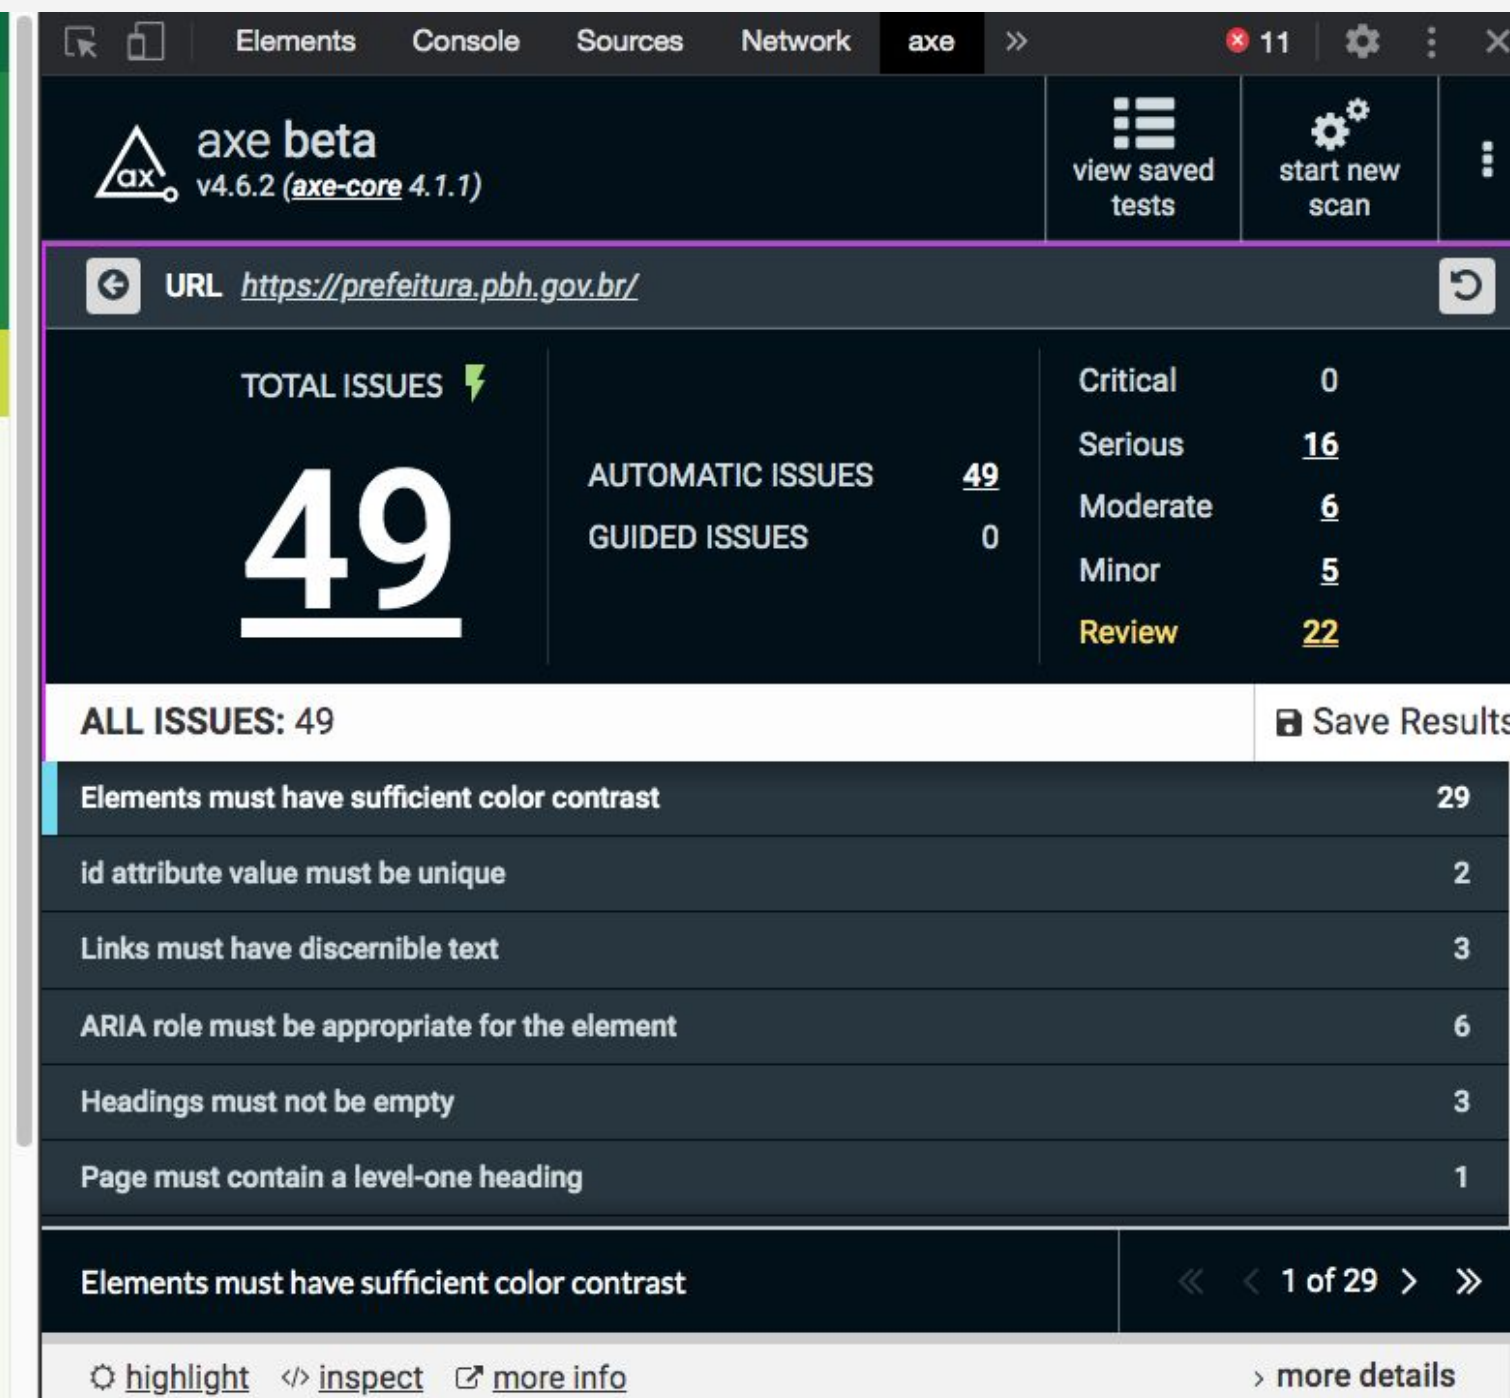 Elements Console Sources Network axe » 11
axe beta
v4.6.2 (axe-core 4.1.1)
view saved
tests
start new
scan
URL https://prefeitura.pbh.gov.br/
TOTAL ISSUES
49
AUTOMATIC ISSUES 49
GUIDED ISSUES 0
Critical 0
Serious 16
Moderate 6
Minor 5
Review 22
ALL ISSUES: 49
Save Results
Elements must have sufficient color contrast 29
id attribute value must be unique 2
Links must have discernible text 3
ARIA role must be appropriate for the element 6
Headings must not be empty 3
Page must contain a level-one heading 1
Elements must have sufficient color contrast
« < 1 of 29 > »
highlight </> inspect more info > more details